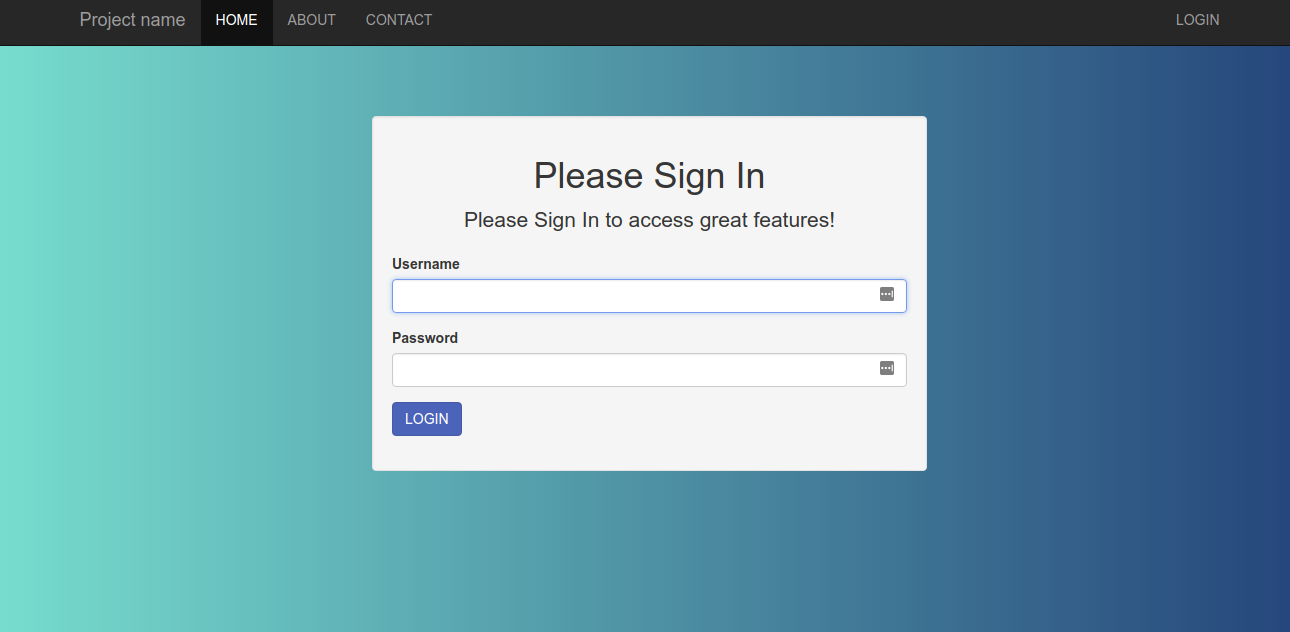 Project name HOME ABOUT CONTACT LOGIN
Please Sign In
Please Sign In to access great features!
Username
Password
LOGIN